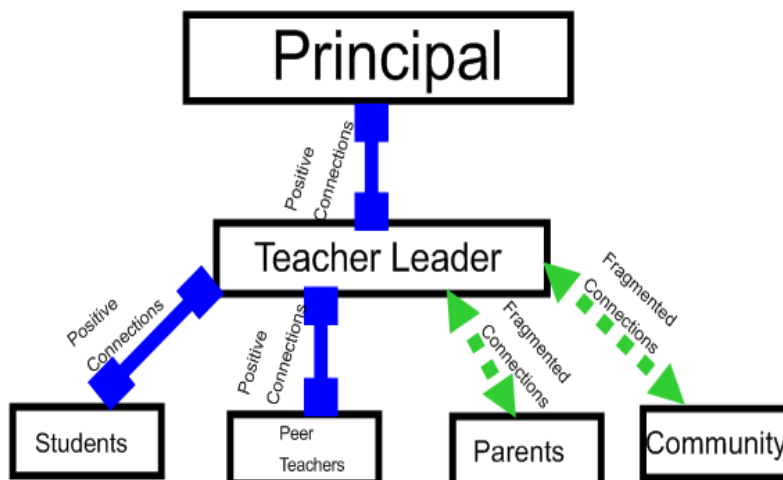 Principal
Positive
Connections
Teacher Leader
Positive
Connections
Positive
Connections
Fragmented
Connections
Fragmented
Connections
Students
Peer
Teachers
Parents
Community